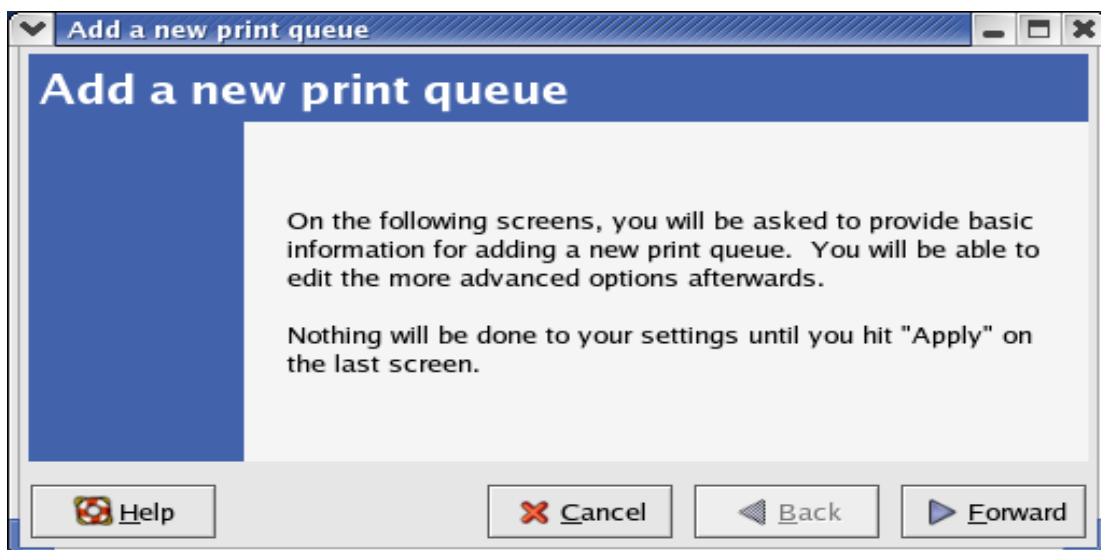 Add a new print queue
Add a new print queue
On the following screens, you will be asked to provide basic
information for adding a new print queue.  You will be able to
edit the more advanced options afterwards.
Nothing will be done to your settings until you hit "Apply" on
the last screen.
Help
Cancel
Back
Forward